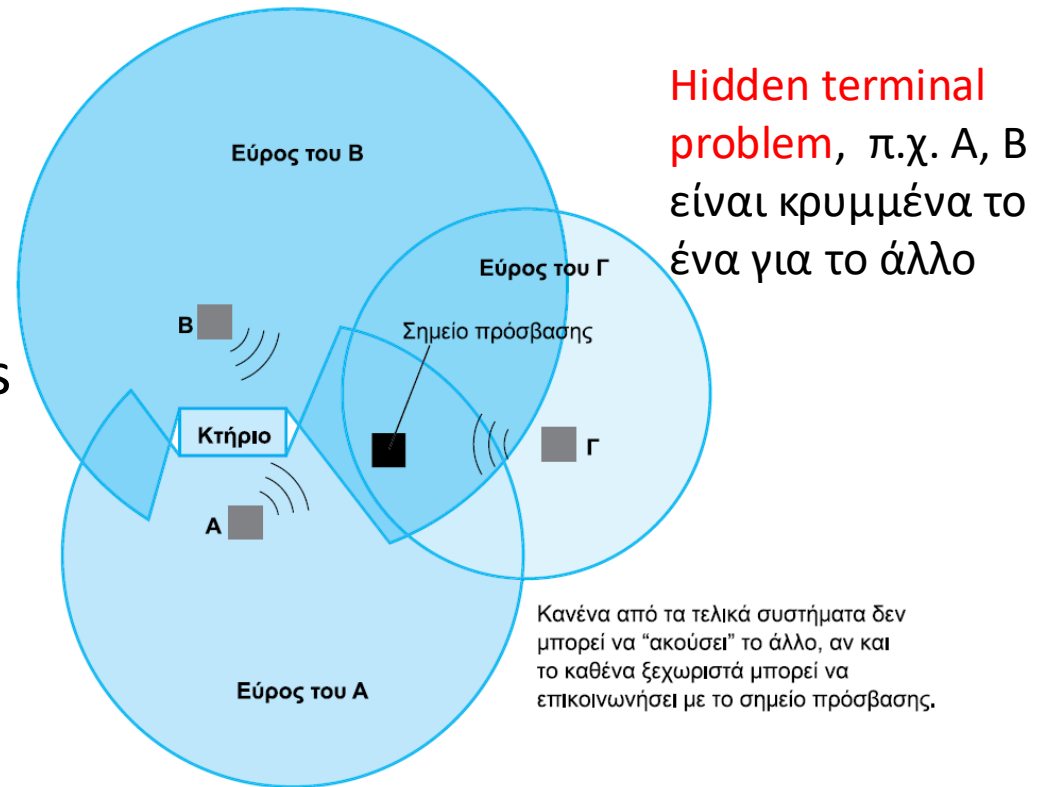 Hidden terminal
problem, π.χ. Α, Β
είναι κρυμμένα το
ένα για το άλλο
Εύρος του Β
Εύρος του Γ
Σημείο πρόσβασης
Β
s
Κτήριο
Γ
Α
Κανένα από τα τελικά συστήματα δεν
μπορεί να “ακούσει” το άλλο, αν και
το καθένα ξεχωριστά μπορεί να
επικοινωνήσει με το σημείο πρόσβασης.
Εύρος του Α